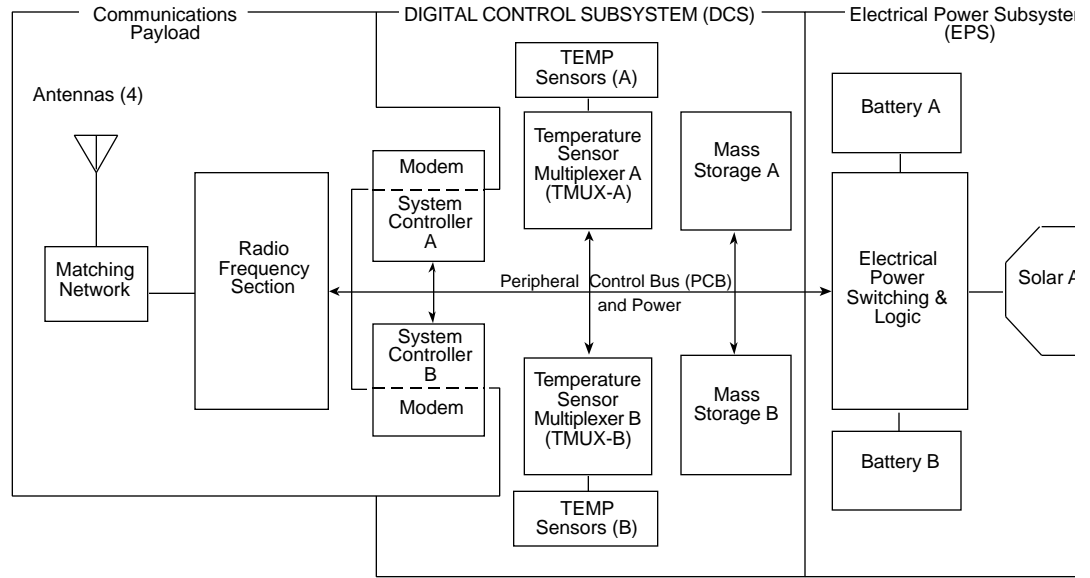 Communications
Payload
DIGITAL CONTROL SUBSYSTEM (DCS)
Electrical Power
(EPS)
Antennas (4)
Matching
Network
Radio
Frequency
Section
Modem
System
Controller
A
System
Controller
B
Modem
TEMP
Sensors (A)
Temperature
Sensor
Multiplexer A
(TMUX-A)
Mass
Storage A
Peripheral Control Bus (PCB)
and Power
Temperature
Sensor
Multiplexer B
(TMUX-B)
Mass
Storage B
TEMP
Sensors (B)
Battery A
Electrical
Power
Switching &
Logic
Solar
Battery B